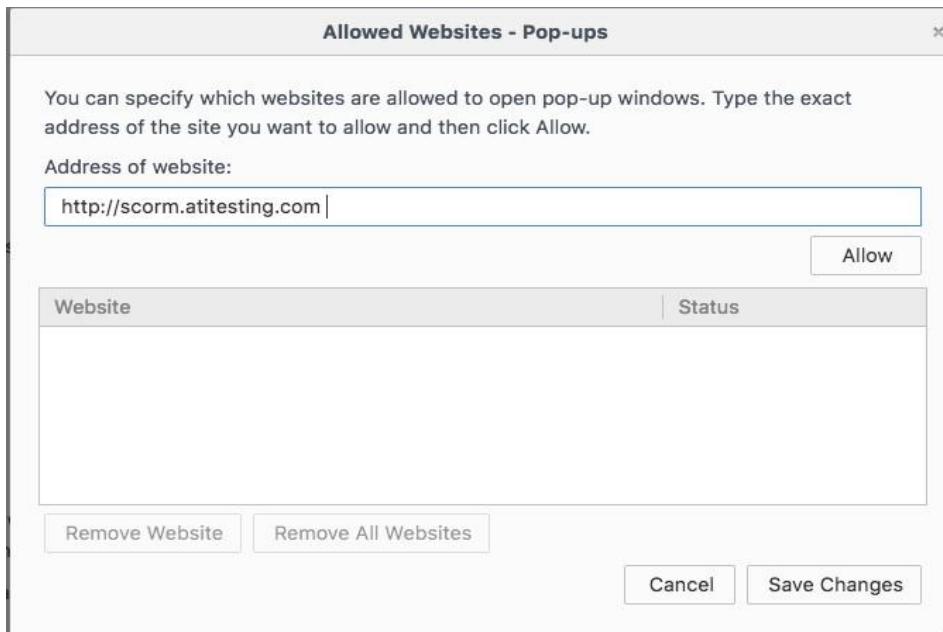 Allowed Websites - Pop-ups
×
You can specify which websites are allowed to open pop-up windows. Type the exact
address of the site you want to allow and then click Allow.
Address of website:
http://scorm.atitesting.com
Allow
Website Status
Remove Website Remove All Websites
Cancel Save Changes